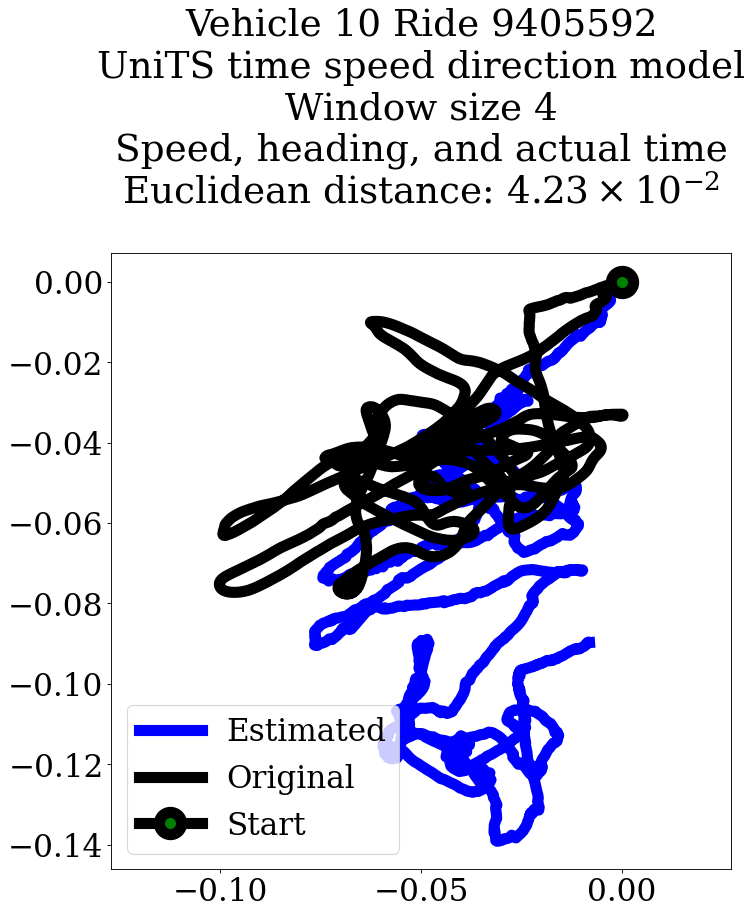 Vehicle 10 Ride 9405592
UniTS time speed direction model
Window size 4
Speed, heading, and actual time
Euclidean distance: 4.23 × 10⁻²
0.00
−0.02
−0.04
−0.06
−0.08
−0.10
−0.12
−0.14
Estimated
Original
Start
−0.10 −0.05 0.00